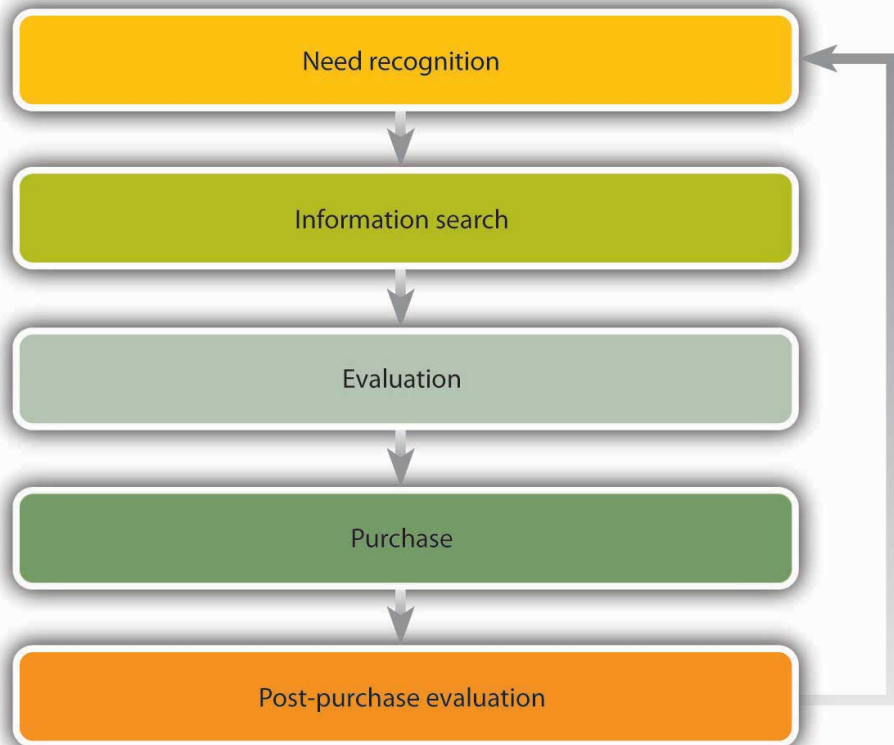 Need recognition
Information search
Evaluation
Purchase
Post-purchase evaluation